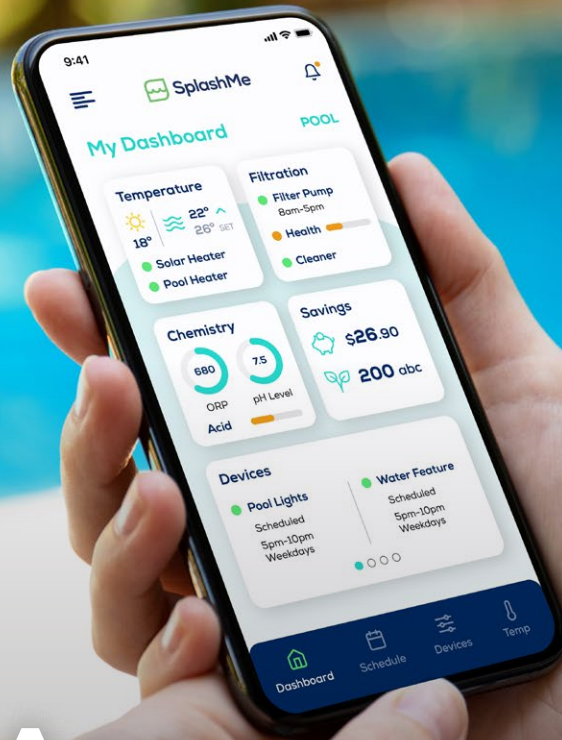 9:41
SplashMe
My Dashboard
POOL
Temperature
18°
22°
26° SET
Solar Heater
Pool Heater
Filtration
Filter Pump
8am-5pm
Health
Cleaner
Chemistry
680
ORP
7.5
pH Level
Acid
Savings
$26.90
200 abc
Devices
Pool Lights
Scheduled
5pm-10pm
Weekdays
Water Feature
Scheduled
5pm-10pm
Weekdays
Dashboard
Schedule
Devices
Temp